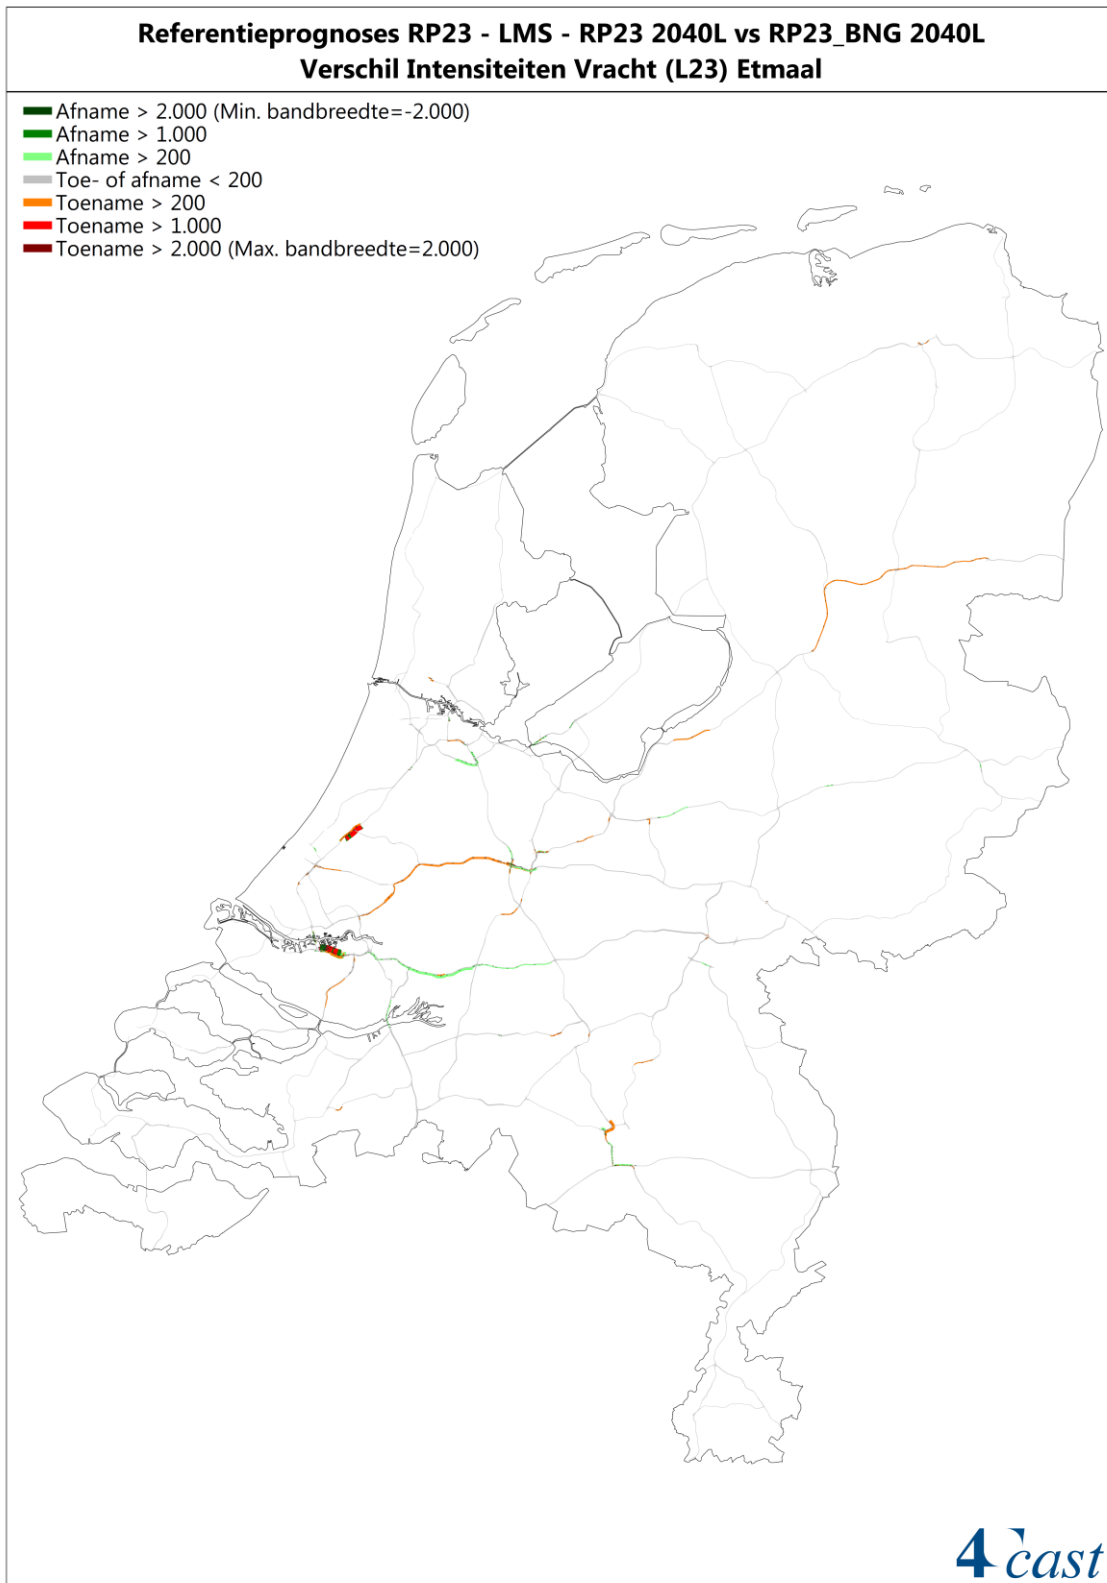 Referentieprognoses RP23 - LMS - RP23 2040L vs RP23_BNG 2040L
Verschil Intensiteiten Vracht (L23) Etmaal
Afname > 2.000 (Min. bandbreedte=-2.000)
Afname > 1.000
Afname > 200
Toe- of afname < 200
Toename > 200
Toename > 1.000
Toename > 2.000 (Max. bandbreedte=2.000)
4cast